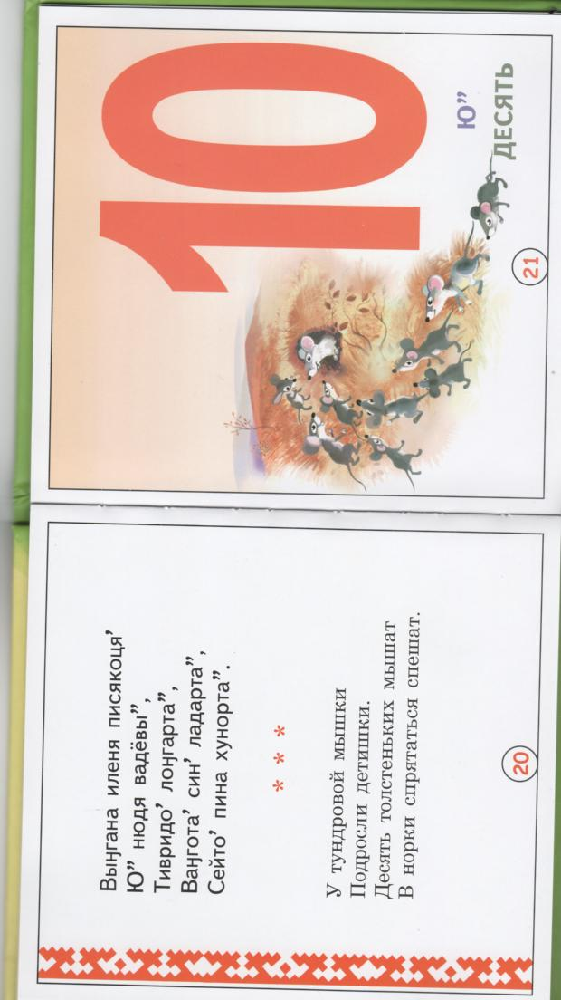 Выӈгана иленя писякоця’
Ю” нюдя вадёвы”,
Тивридо’ лоӈгарта”,
Ваӈгота’ син’ ладарта”,
Сейто’ пина хунорта”.
* * *
У тундровой мышки
Подросли детишки.
Десять толстеньких мышат
В норки спрятаться спешат.
20
10
Ю”
ДЕСЯТЬ
21